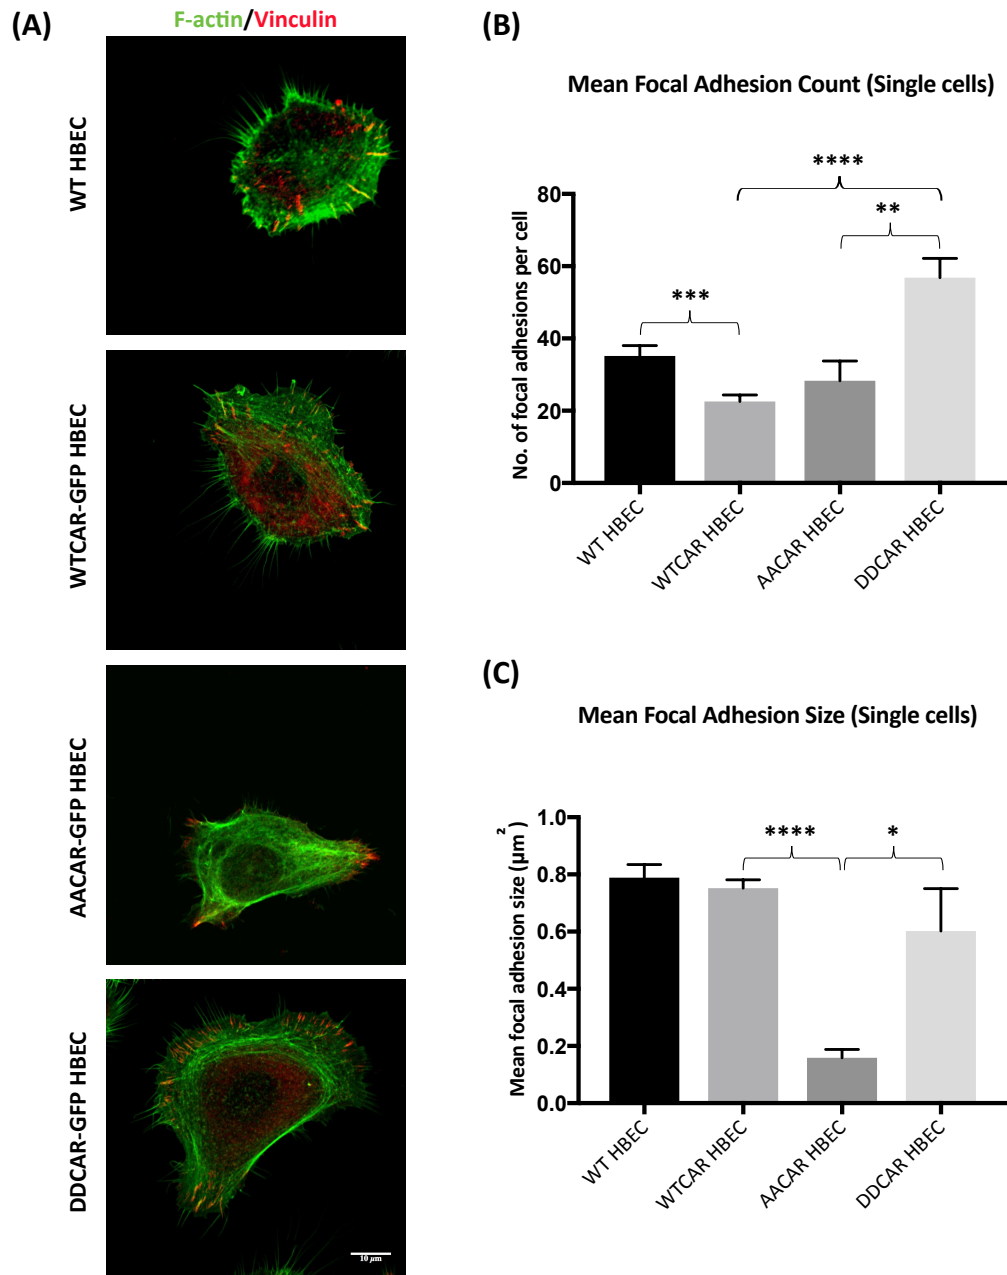 (A)
F-actin/Vinculin
WT HBEC
WTCAR-GFP HBEC
AACAR-GFP HBEC
DDCAR-GFP HBEC
10 µm
(B)
Mean Focal Adhesion Count (Single cells)
No. of focal adhesions per cell
80
60
40
20
0
***
****
**
WT HBEC
WTCAR HBEC
AACAR HBEC
DDCAR HBEC
(C)
Mean Focal Adhesion Size (Single cells)
Mean focal adhesion size (µm²)
1.0
0.8
0.6
0.4
0.2
0.0
****
*
WT HBEC
WTCAR HBEC
AACAR HBEC
DDCAR HBEC